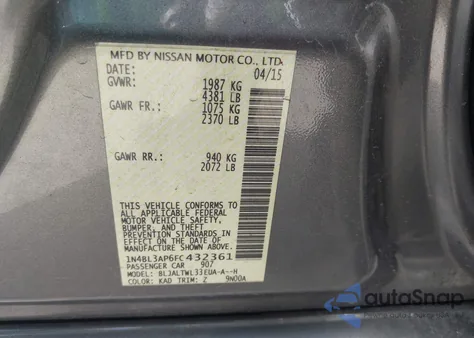 MFD BY NISSAN MOTOR CO., LTD.
DATE: 04/15
GVWR: 1987 KG
4381 LB
GAWR FR.: 1075 KG
2370 LB
GAWR RR.: 940 KG
2072 LB
THIS VEHICLE CONFORMS TO
ALL APPLICABLE FEDERAL
MOTOR VEHICLE SAFETY,
BUMPER, AND THEFT
PREVENTION STANDARDS
IN EFFECT ON THE DATE OF
MANUFACTURE SHOWN ABOVE.
1N4BL3AP6FC432361
PASSENGER CAR 907
BLJALTWL33EUA-A--H
COLOR: KAD TRIM: Z 9N00A
autoSnap